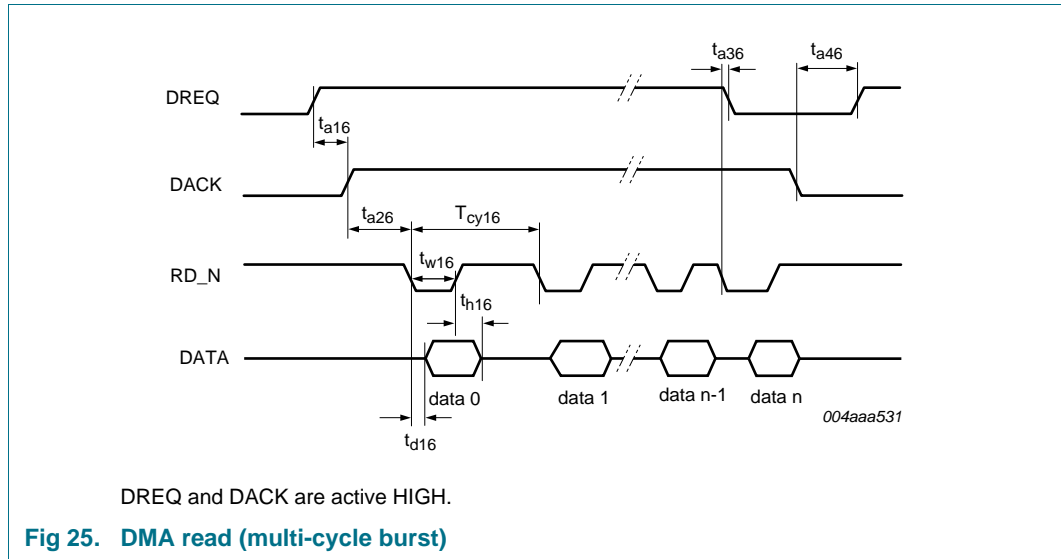 DREQ
t_a36
t_a46
t_a16
DACK
t_a26
T_cy16
RD_N
t_w16
t_h16
DATA
data 0
data 1
data n-1
data n
t_d16
004aaa531
DREQ and DACK are active HIGH.
Fig 25. DMA read (multi-cycle burst)